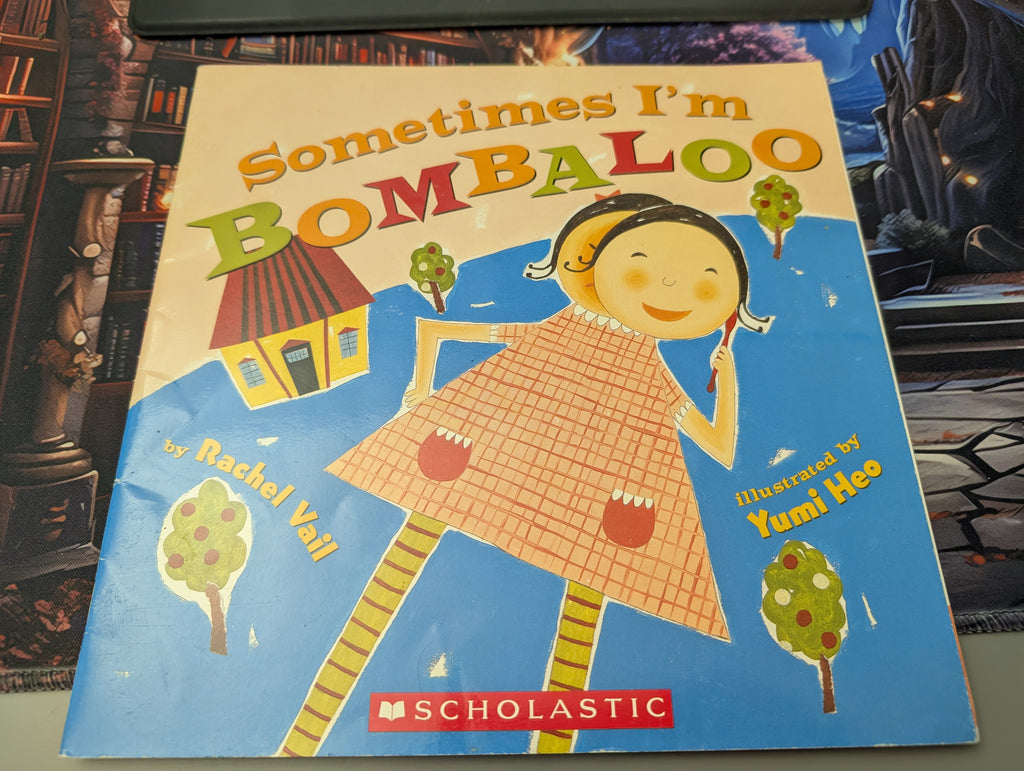 Sometimes I'm
BOMBALOO
by Rachel Vail
illustrated by
Yumi Heo
SCHOLASTIC